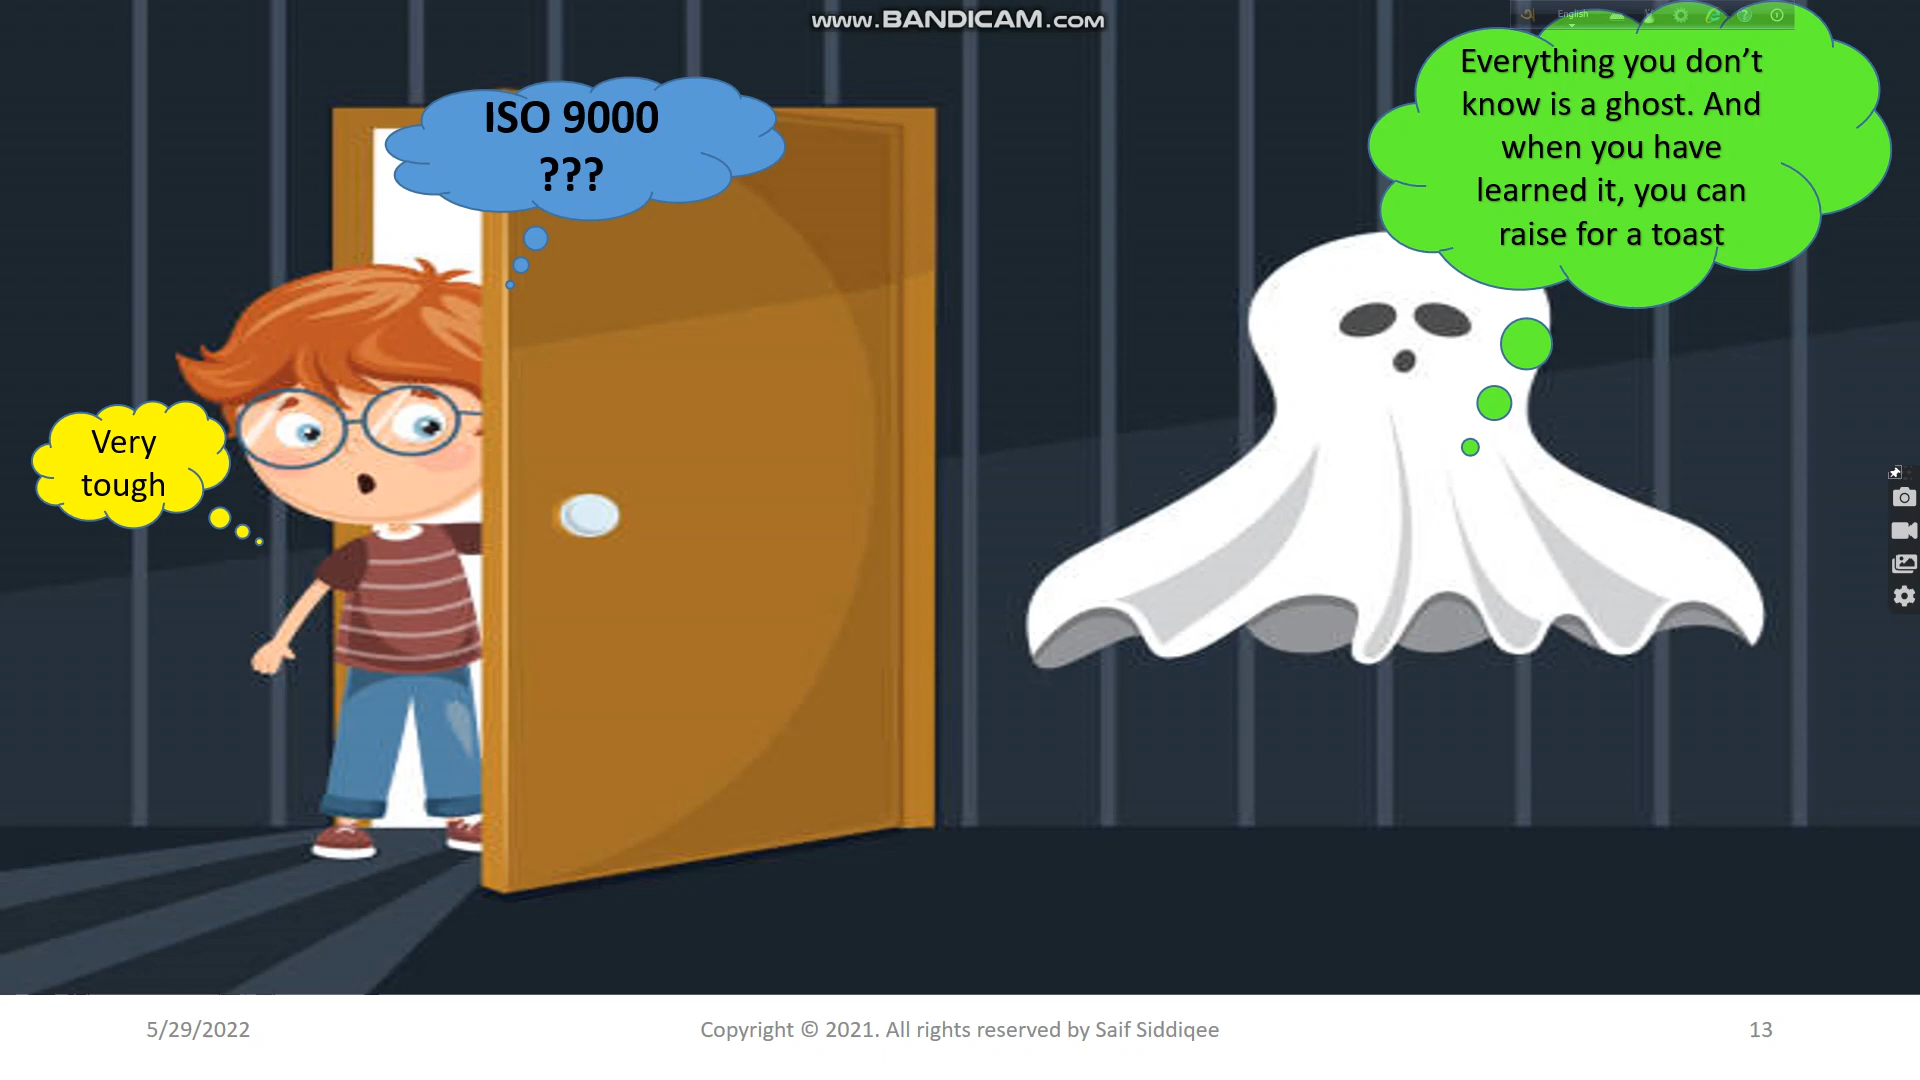 www.BANDICAM.com
English
ISO 9000
???
Everything you don’t
know is a ghost. And
when you have
learned it, you can
raise for a toast
Very
tough
5/29/2022
Copyright © 2021. All rights reserved by Saif Siddiqee
13